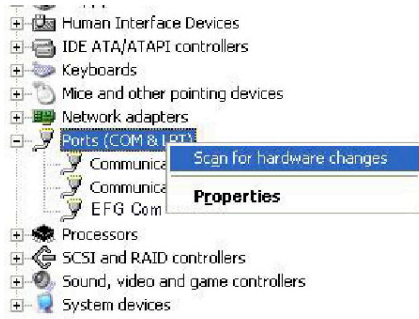 Human Interface Devices
IDE ATA/ATAPI controllers
Keyboards
Mice and other pointing devices
Network adapters
Ports (COM & LPT)
Scan for hardware changes
Communica
Communica
Properties
EFG Com
Processors
SCSI and RAID controllers
Sound, video and game controllers
System devices